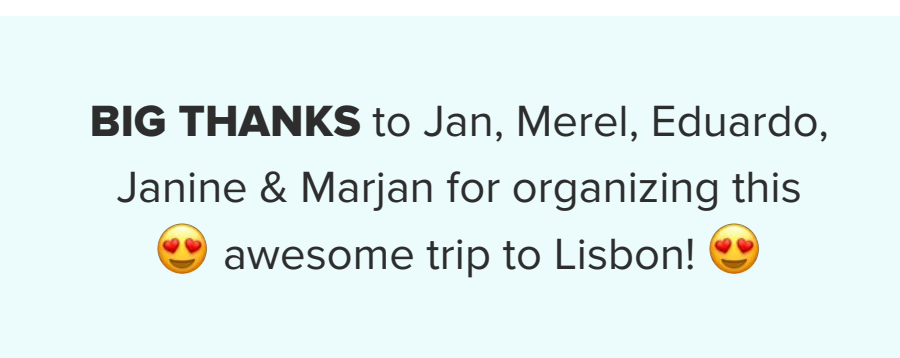 BIG THANKS to Jan, Merel, Eduardo,
Janine & Marjan for organizing this
😍 awesome trip to Lisbon! 😍